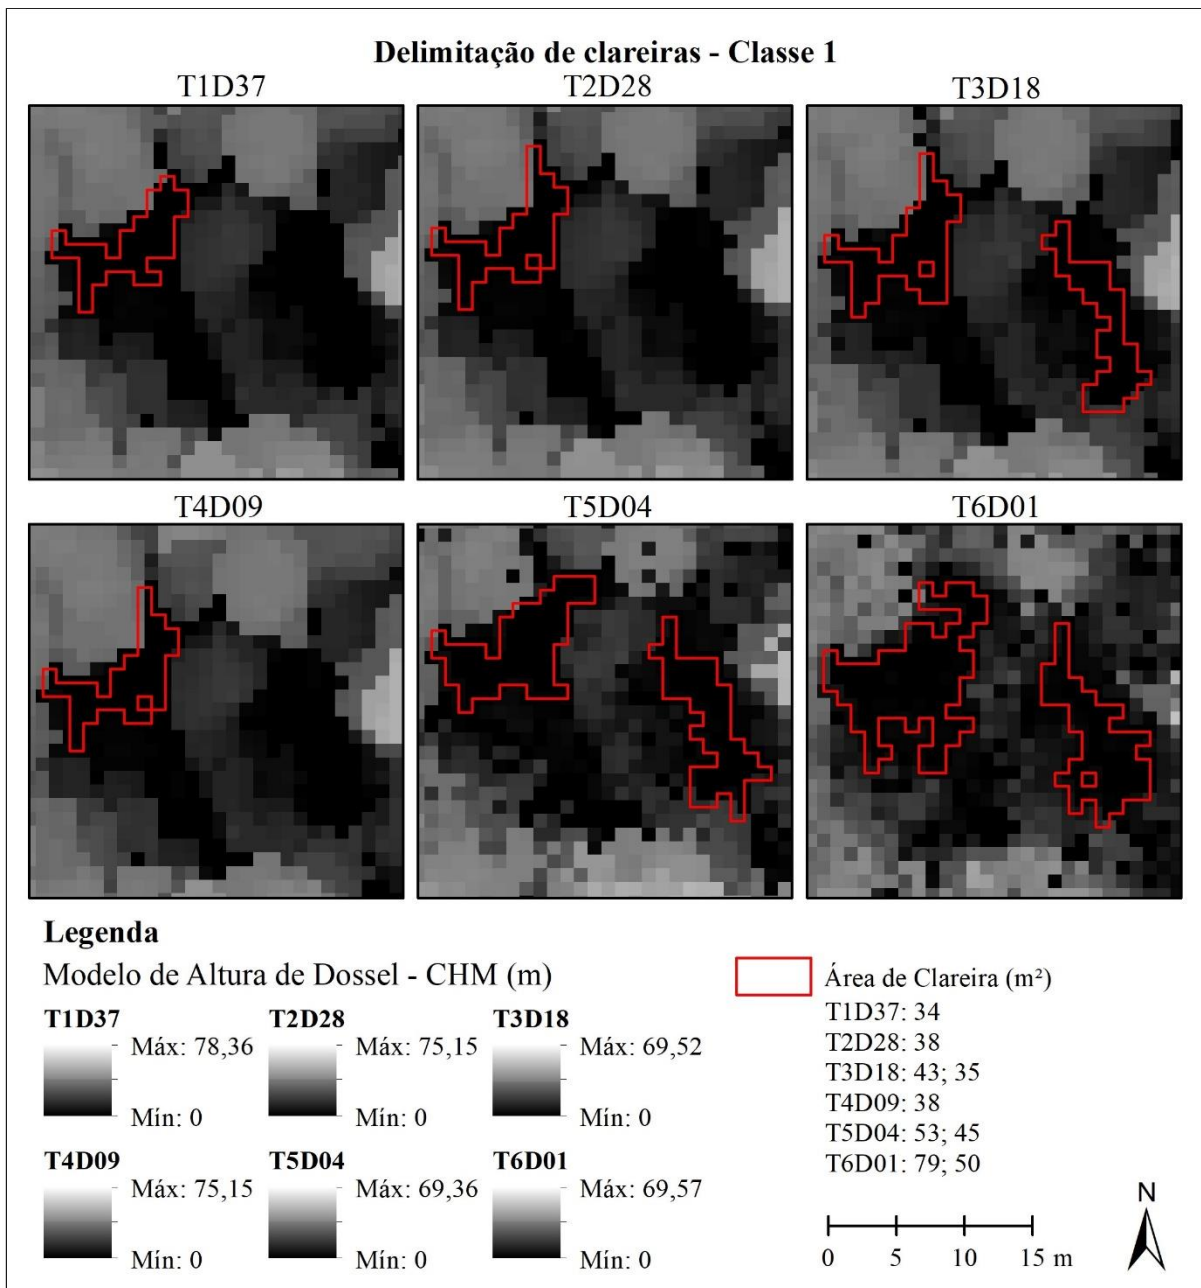 Delimitação de clareiras - Classe 1
T1D37
T2D28
T3D18
T4D09
T5D04
T6D01
Legenda
Modelo de Altura de Dossel - CHM (m)
T1D37
Máx: 78,36
Mín: 0
T2D28
Máx: 75,15
Mín: 0
T3D18
Máx: 69,52
Mín: 0
T4D09
Máx: 75,15
Mín: 0
T5D04
Máx: 69,36
Mín: 0
T6D01
Máx: 69,57
Mín: 0
Área de Clareira (m²)
T1D37: 34
T2D28: 38
T3D18: 43; 35
T4D09: 38
T5D04: 53; 45
T6D01: 79; 50
0 5 10 15 m
N